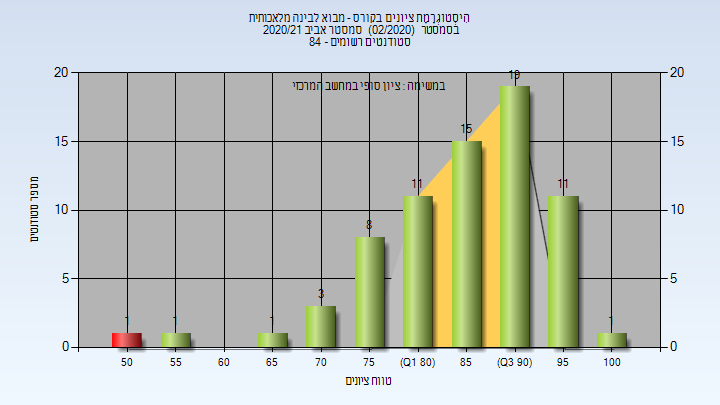 היסטוגרמת ציונים בקורס - מבוא לבינה מלאכותית
בסמסטר (02/2020) סמסטר אביב 2020/21
סטודנטים רשומים - 84
במשימה : ציון סופי במחשב המרכזי
מספר סטודנטים
20 20
15 15
10 10
5 5
0 0
1 1 1 3 8 11 15 19 11 1
50 55 60 65 70 75 (Q1 80) 85 (Q3 90) 95 100
טווח ציונים